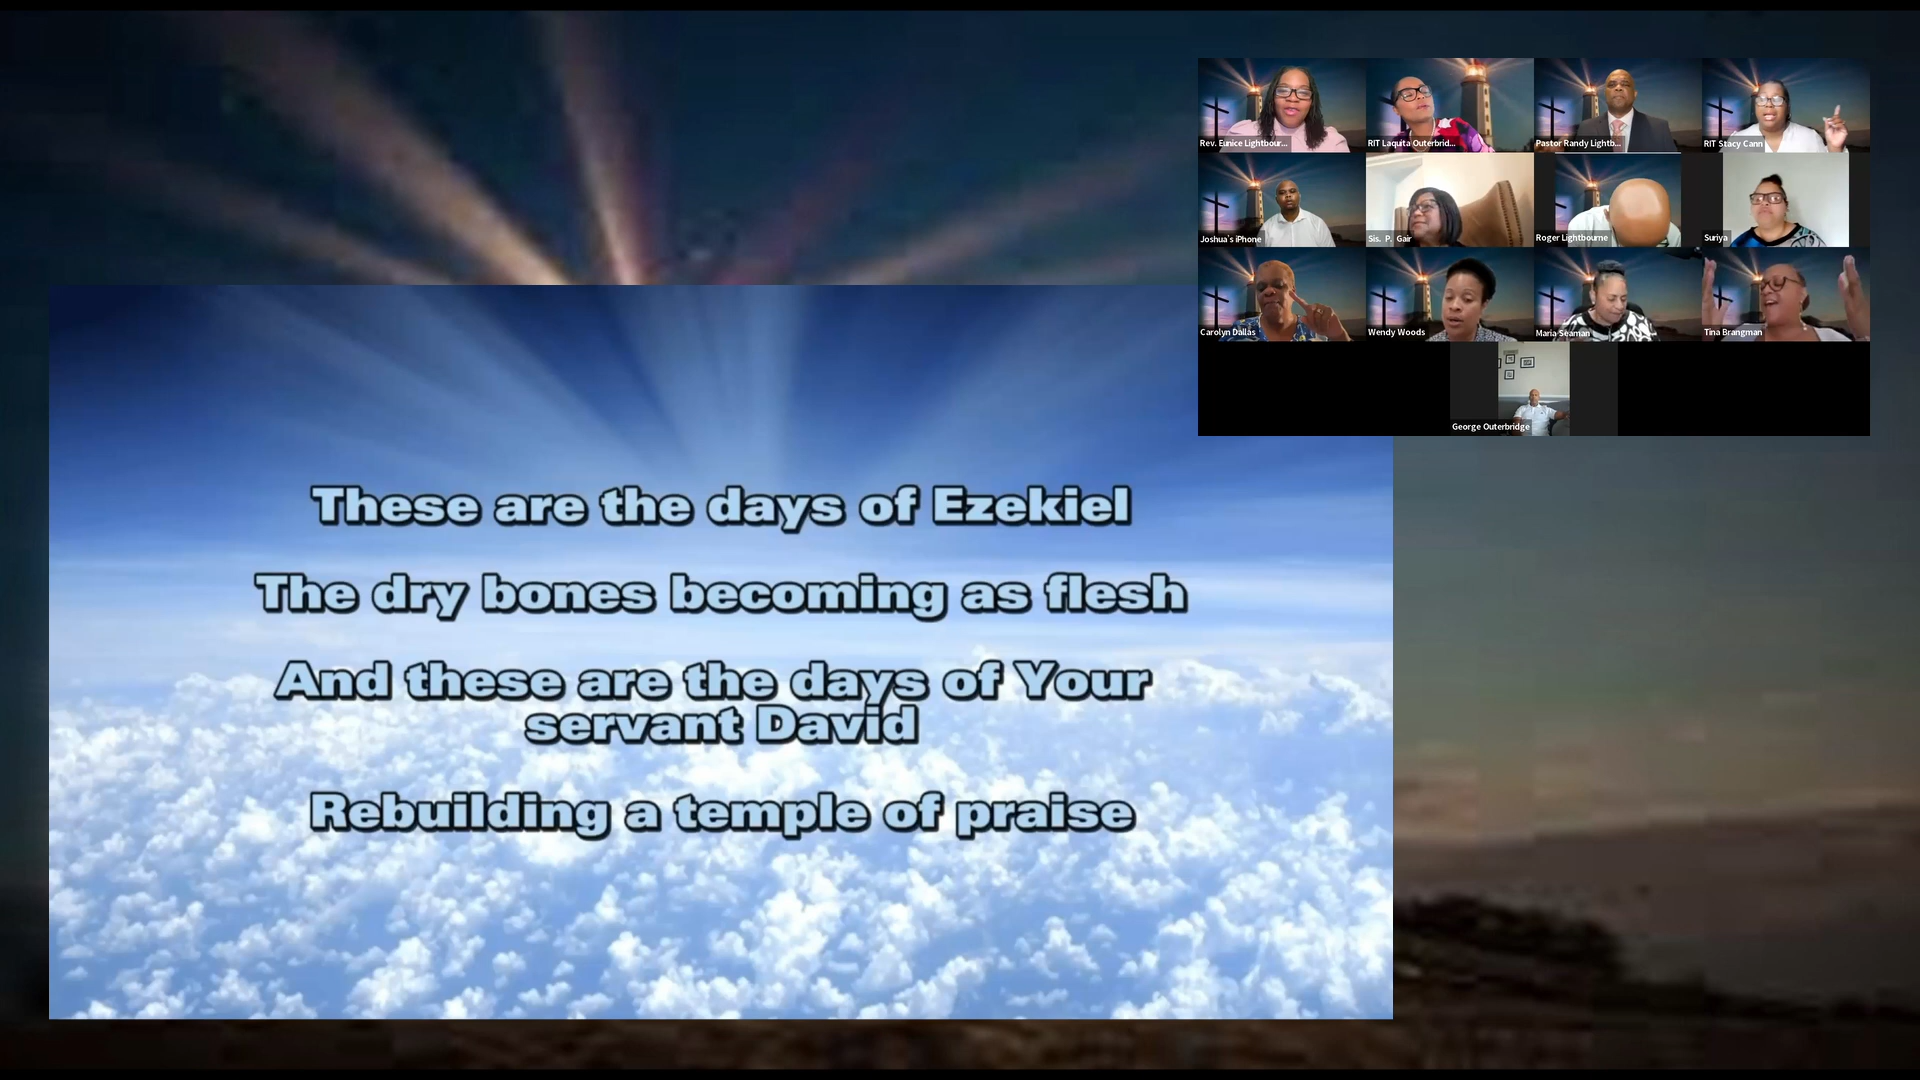 Rev. Eunice Lightbour...
RIT Laquita Outerbrid...
Pastor Randy Lightb...
RIT Stacy Cann
Joshua's iPhone
Sis. P. Gair
Roger Lightbourne
Suriya
Carolyn Dallas
Wendy Woods
Maria Seaman
Tina Brangman
George Outerbridge
These are the days of Ezekiel
The dry bones becoming as flesh
And these are the days of Your
servant David
Rebuilding a temple of praise